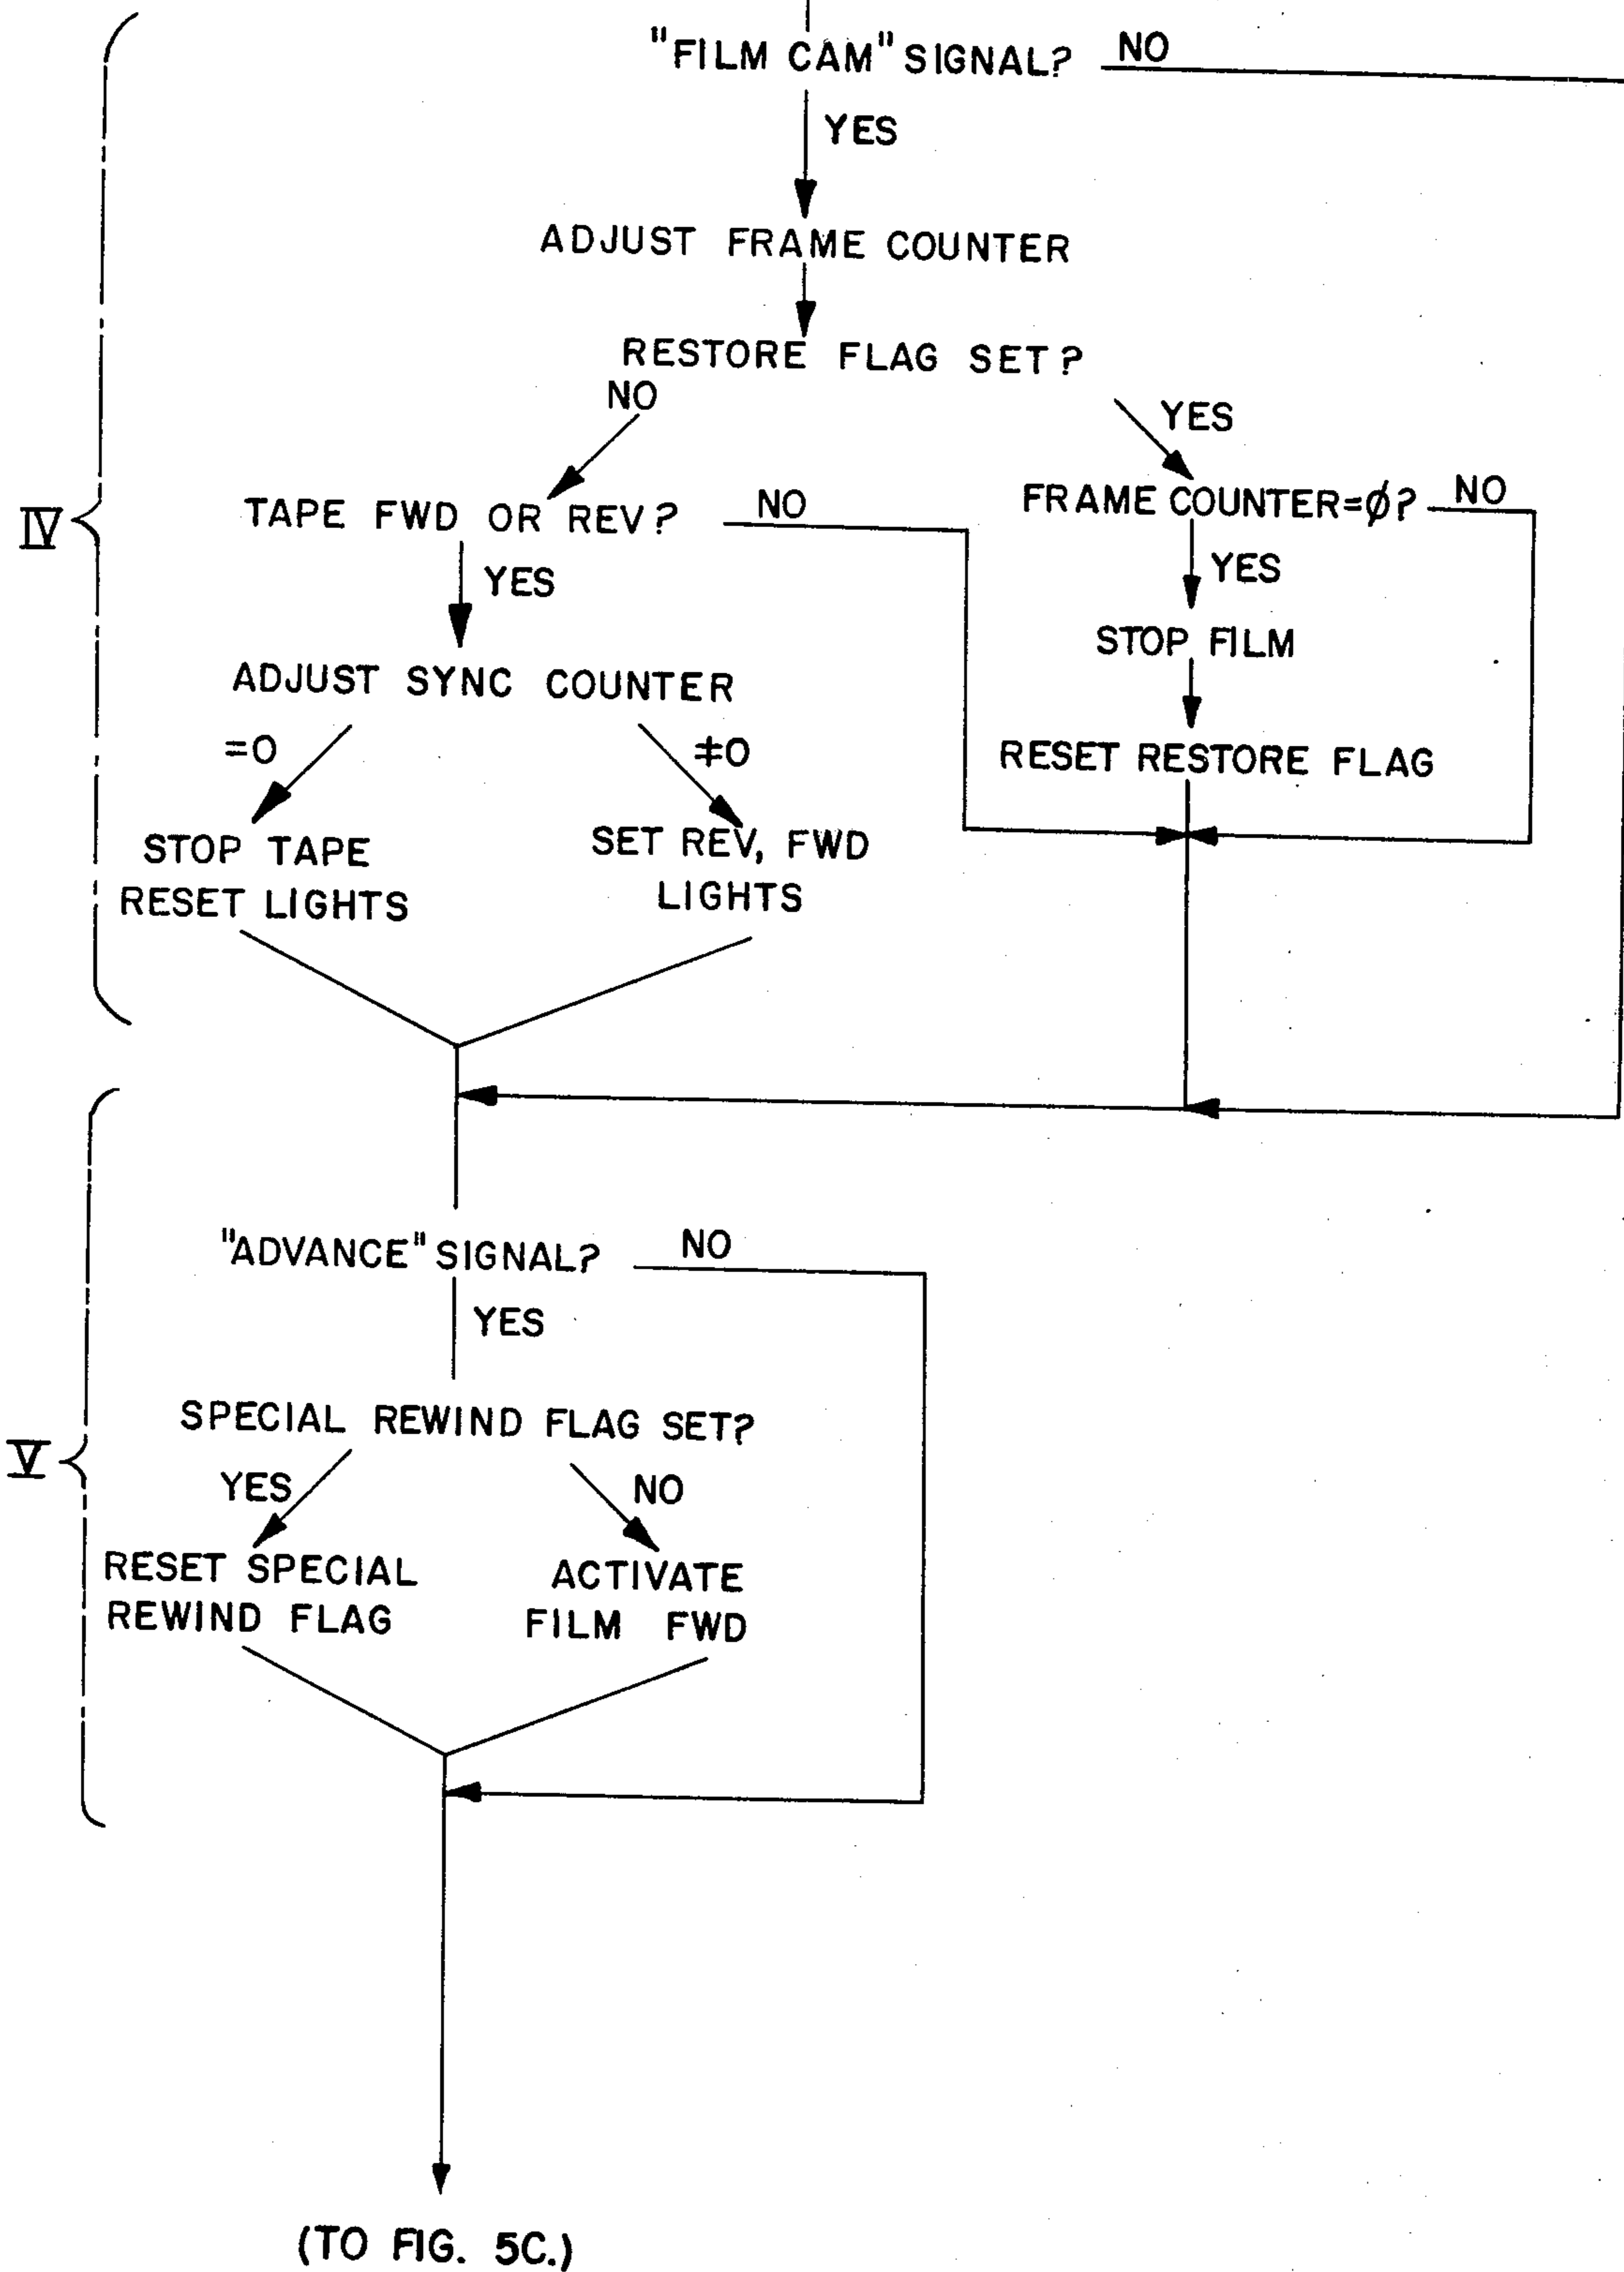 "FILM CAM" SIGNAL? NO
YES
ADJUST FRAME COUNTER
RESTORE FLAG SET?
NO
YES
TAPE FWD OR REV? NO
FRAME COUNTER=ϕ? NO
YES
YES
IV
STOP FILM
ADJUST SYNC COUNTER
=0
≠0
RESET RESTORE FLAG
STOP TAPE
RESET LIGHTS
SET REV, FWD
LIGHTS
"ADVANCE" SIGNAL? NO
YES
SPECIAL REWIND FLAG SET?
V
YES
NO
RESET SPECIAL
REWIND FLAG
ACTIVATE
FILM FWD
(TO FIG. 5C.)